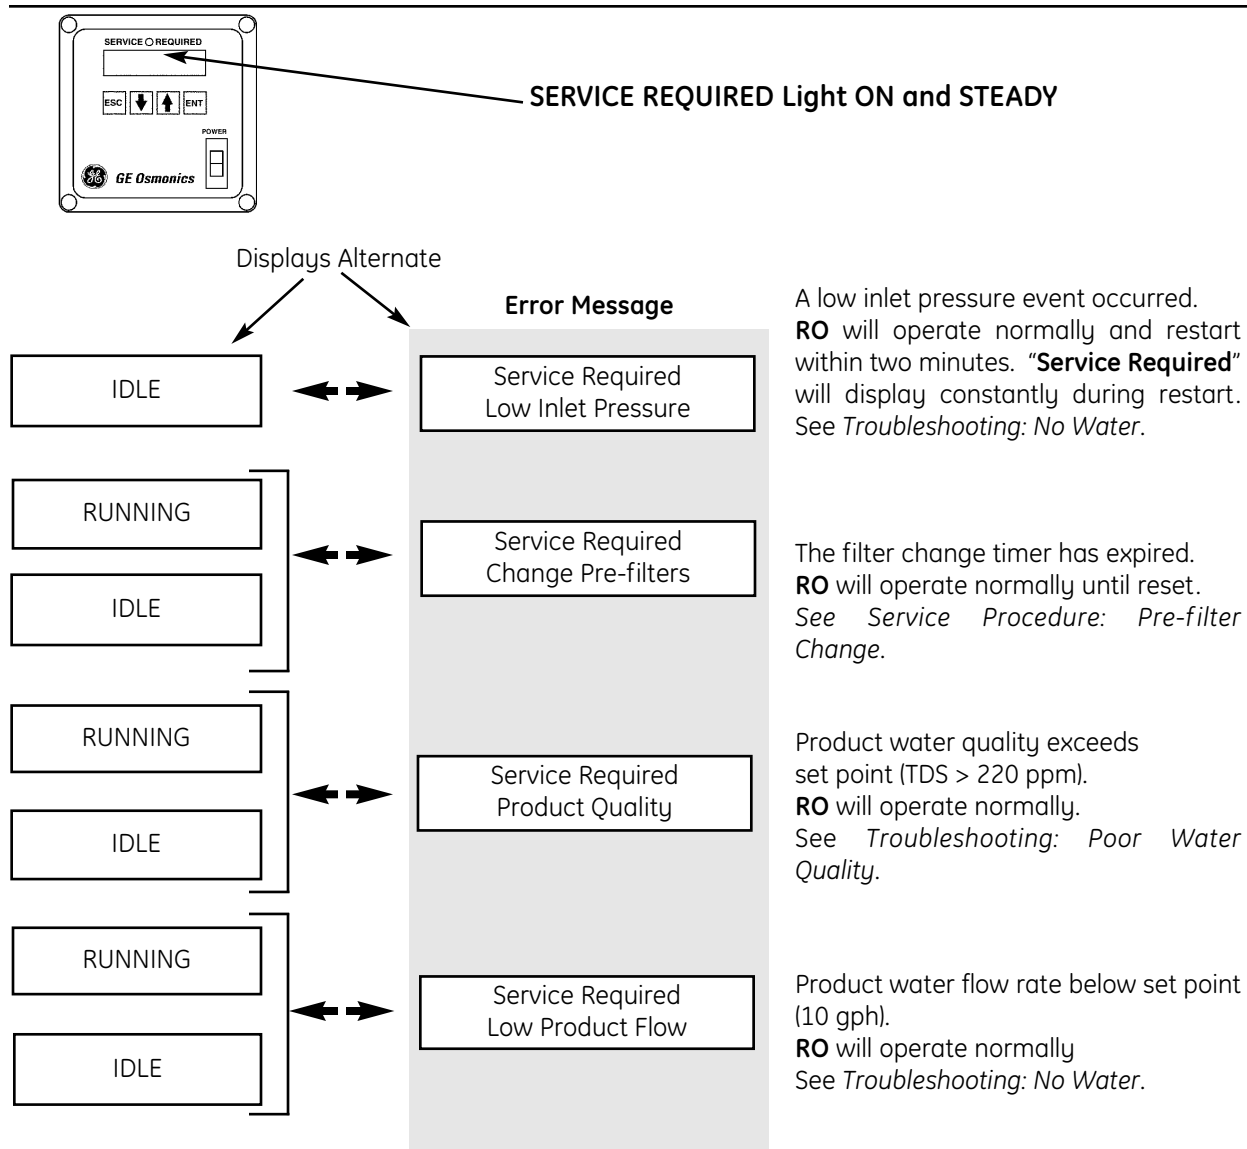 SERVICE REQUIRED
ESC
ENT
POWER
GE
GE Osmonics
SERVICE REQUIRED Light ON and STEADY
Displays Alternate
Error Message
IDLE
Service Required
Low Inlet Pressure
A low inlet pressure event occurred.
RO will operate normally and restart
within two minutes. “Service Required”
will display constantly during restart.
See Troubleshooting: No Water.
RUNNING
IDLE
Service Required
Change Pre-filters
The filter change timer has expired.
RO will operate normally until reset.
See Service Procedure: Pre-filter
Change.
RUNNING
IDLE
Service Required
Product Quality
Product water quality exceeds
set point (TDS > 220 ppm).
RO will operate normally.
See Troubleshooting: Poor Water
Quality.
RUNNING
IDLE
Service Required
Low Product Flow
Product water flow rate below set point
(10 gph).
RO will operate normally
See Troubleshooting: No Water.